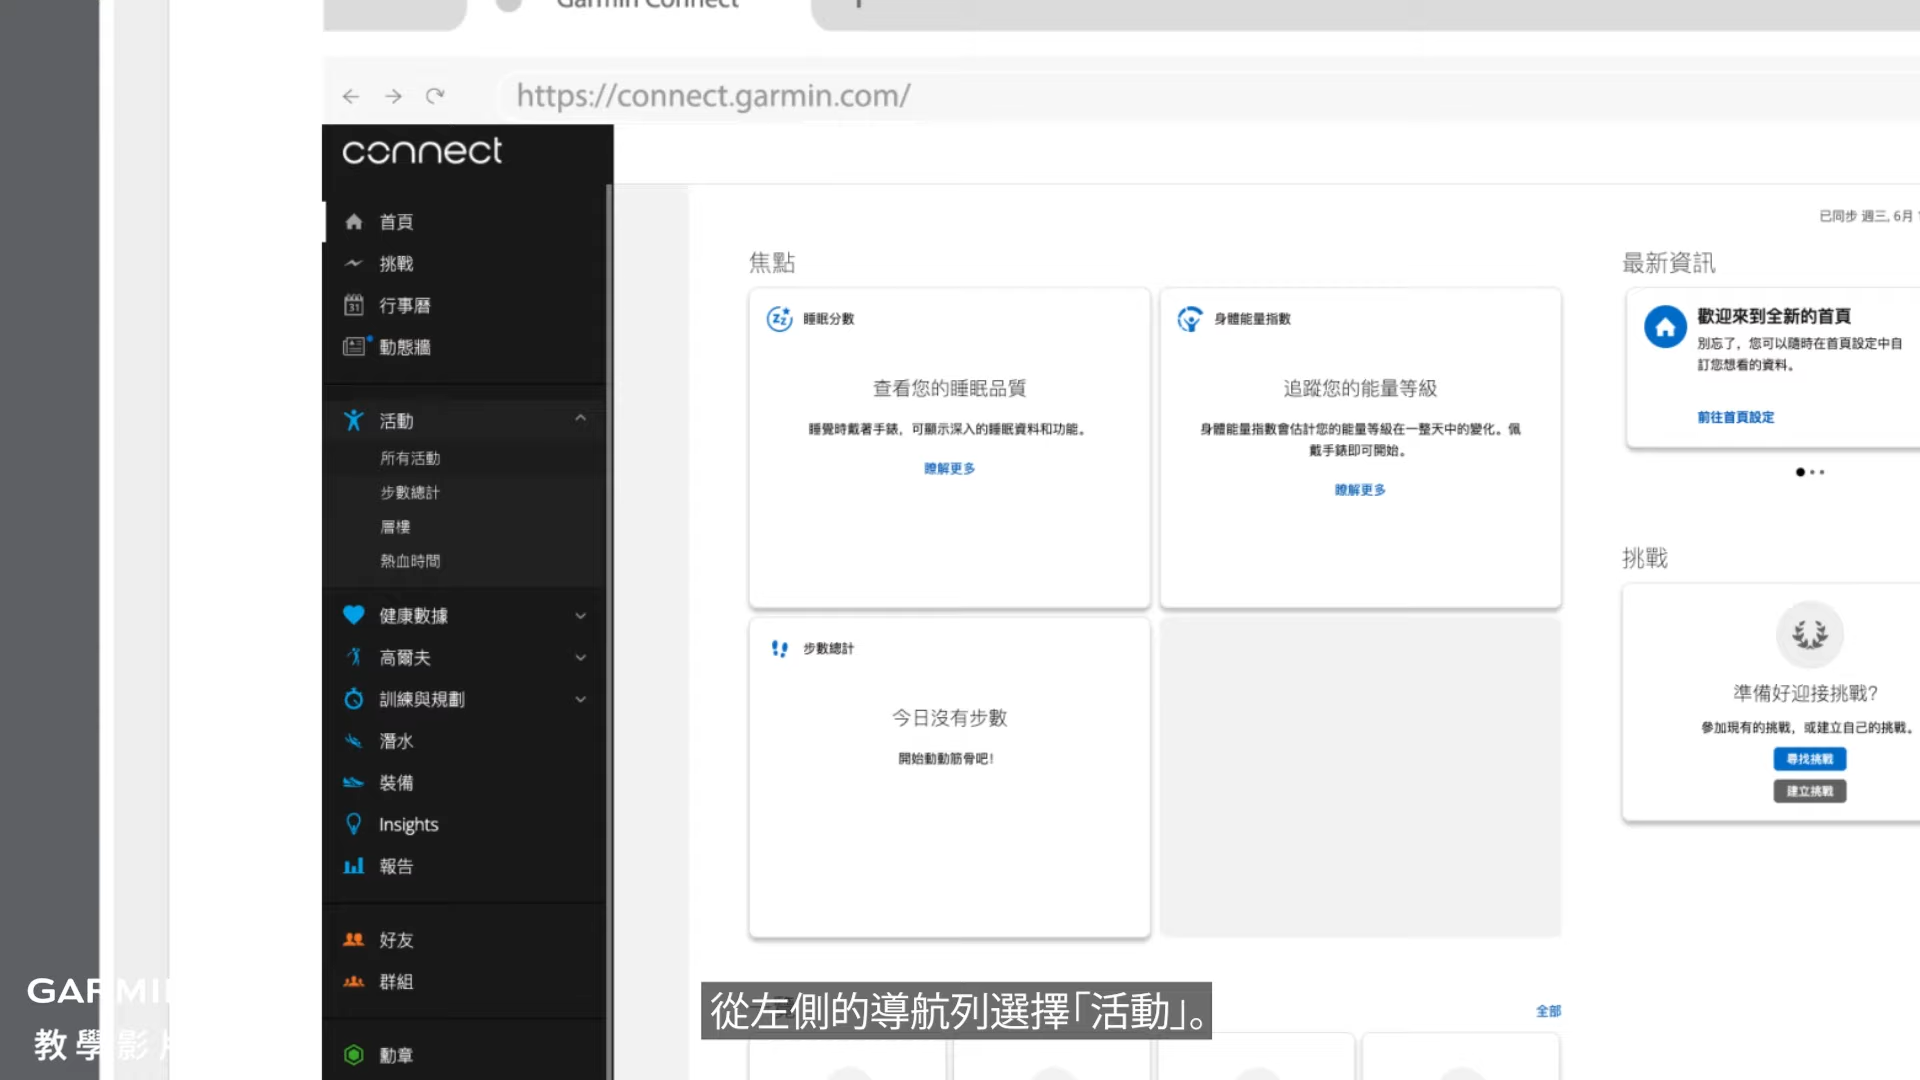 Garmin Connect
https://connect.garmin.com/
connect
首頁
挑戰
行事曆
31
動態牆
活動
所有活動
步數總計
層樓
熱血時間
健康數據
高爾夫
訓練與規劃
潛水
裝備
Insights
報告
好友
群組
勳章
已同步 週三, 6月
焦點
睡眠分數
查看您的睡眠品質
睡覺時戴著手錶，可顯示深入的睡眠資料和功能。
瞭解更多
身體能量指數
追蹤您的能量等級
身體能量指數會估計您的能量等級在一整天中的變化。佩
戴手錶即可開始。
瞭解更多
步數總計
今日沒有步數
開始動動筋骨吧！
最新資訊
歡迎來到全新的首頁
別忘了，您可以隨時在首頁設定中自
訂您想看的資料。
前往首頁設定
挑戰
準備好迎接挑戰？
參加現有的挑戰，或建立自己的挑戰。
尋找挑戰
建立挑戰
全部
從左側的導航列選擇「活動」。
GARMI
教學影